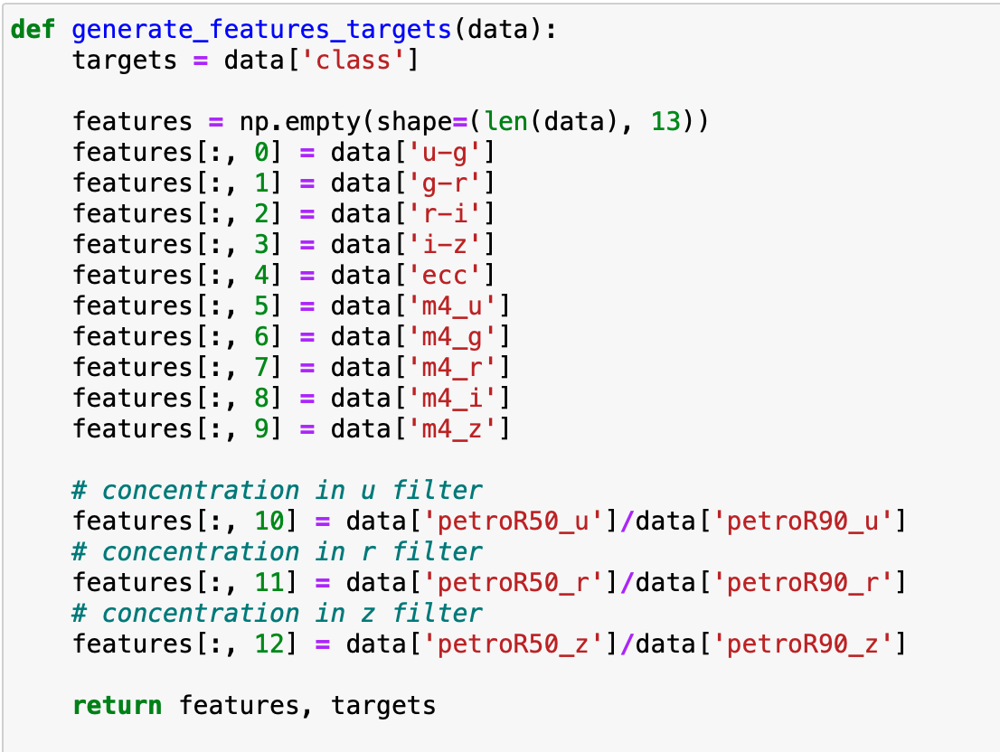 def generate_features_targets(data):
    targets = data['class']

    features = np.empty(shape=(len(data), 13))
    features[:, 0] = data['u-g']
    features[:, 1] = data['g-r']
    features[:, 2] = data['r-i']
    features[:, 3] = data['i-z']
    features[:, 4] = data['ecc']
    features[:, 5] = data['m4_u']
    features[:, 6] = data['m4_g']
    features[:, 7] = data['m4_r']
    features[:, 8] = data['m4_i']
    features[:, 9] = data['m4_z']

    # concentration in u filter
    features[:, 10] = data['petroR50_u']/data['petroR90_u']
    # concentration in r filter
    features[:, 11] = data['petroR50_r']/data['petroR90_r']
    # concentration in z filter
    features[:, 12] = data['petroR50_z']/data['petroR90_z']

    return features, targets